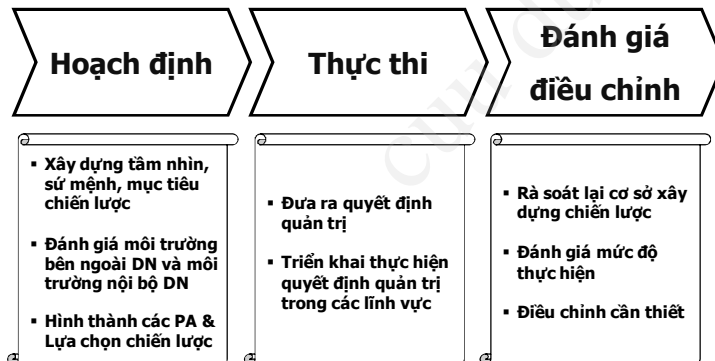 Hoạch định
Thực thi
Đánh giá
điều chỉnh
▪ Xây dựng tầm nhìn,
sứ mệnh, mục tiêu
chiến lược
▪ Đánh giá môi trường
bên ngoài DN và môi
trường nội bộ DN
▪ Hình thành các PA &
Lựa chọn chiến lược
▪ Đưa ra quyết định
quản trị
▪ Triển khai thực hiện
quyết định quản trị
trong các lĩnh vực
▪ Rà soát lại cơ sở xây
dựng chiến lược
▪ Đánh giá mức độ
thực hiện
▪ Điều chỉnh cần thiết